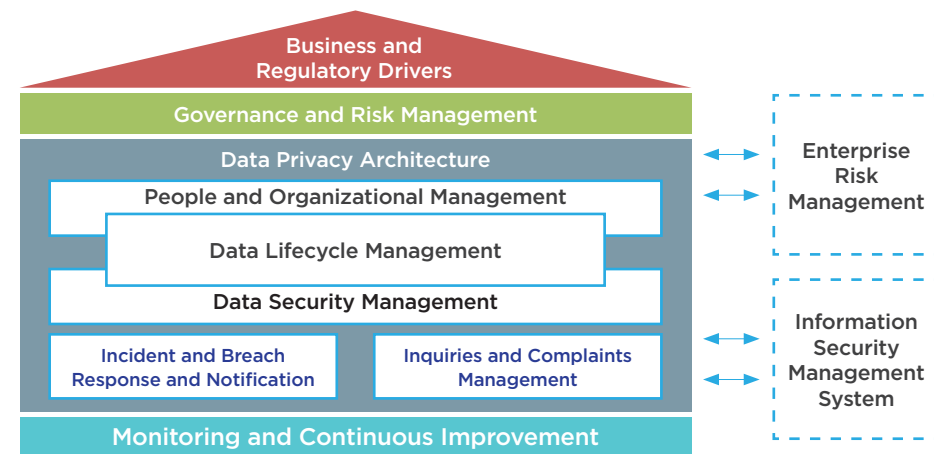 Business and
Regulatory Drivers
Governance and Risk Management
Data Privacy Architecture
People and Organizational Management
Data Lifecycle Management
Data Security Management
Incident and Breach
Response and Notification
Inquiries and Complaints
Management
Monitoring and Continuous Improvement
Enterprise
Risk
Management
Information
Security
Management
System